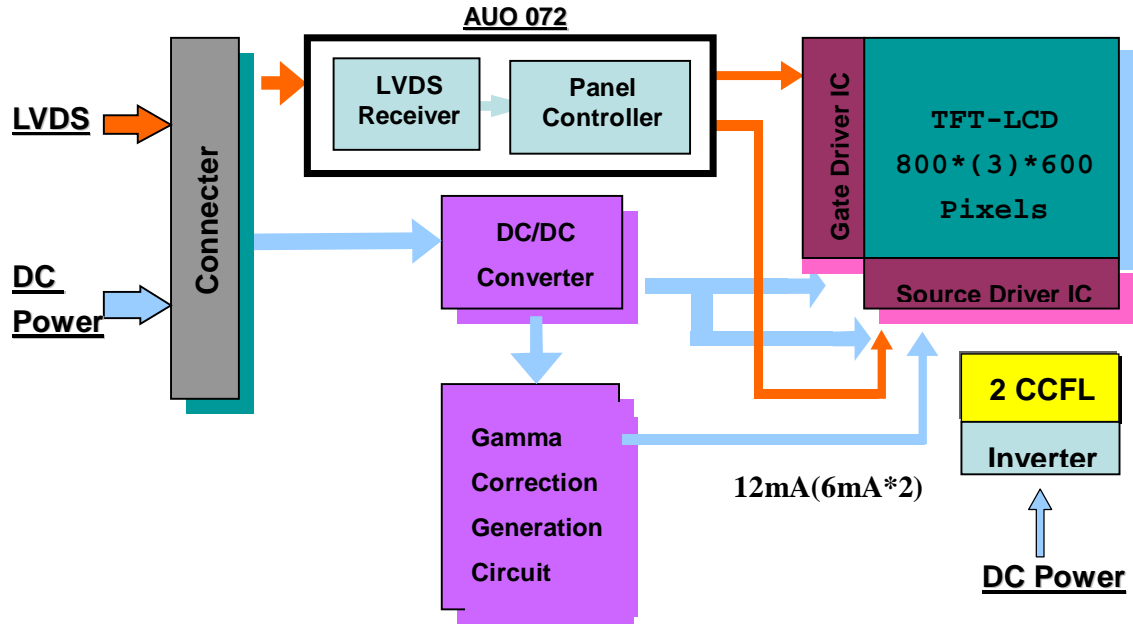 AUO 072
LVDS
Connecter
DC
Power
LVDS
Receiver
Panel
Controller
Gate Driver IC
TFT-LCD
800*(3)*600
Pixels
Source Driver IC
DC/DC
Converter
Gamma
Correction
Generation
Circuit
2 CCFL
Inverter
12mA(6mA*2)
DC Power